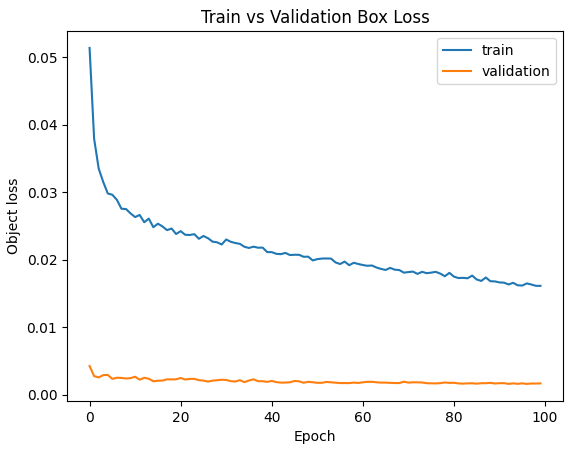 Train vs Validation Box Loss
train
validation
Object loss
0.05
0.04
0.03
0.02
0.01
0.00
0
20
40
60
80
100
Epoch